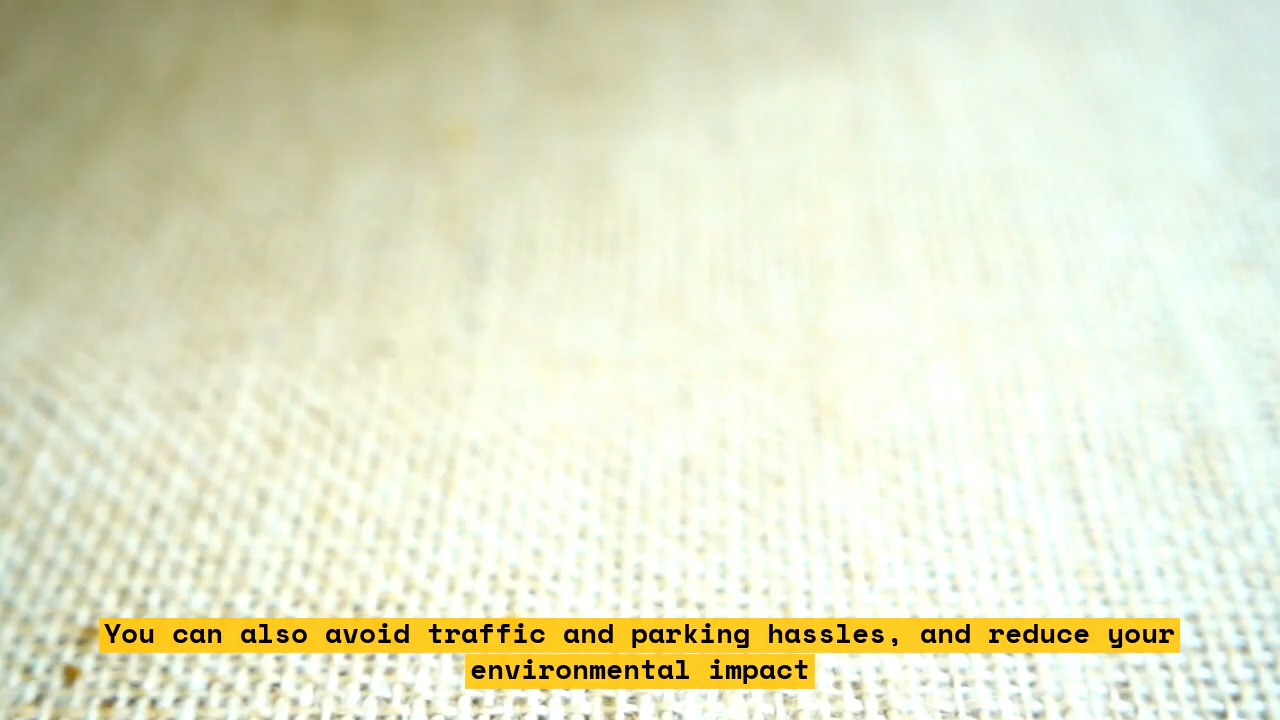 You can also avoid traffic and parking hassles, and reduce your
environmental impact